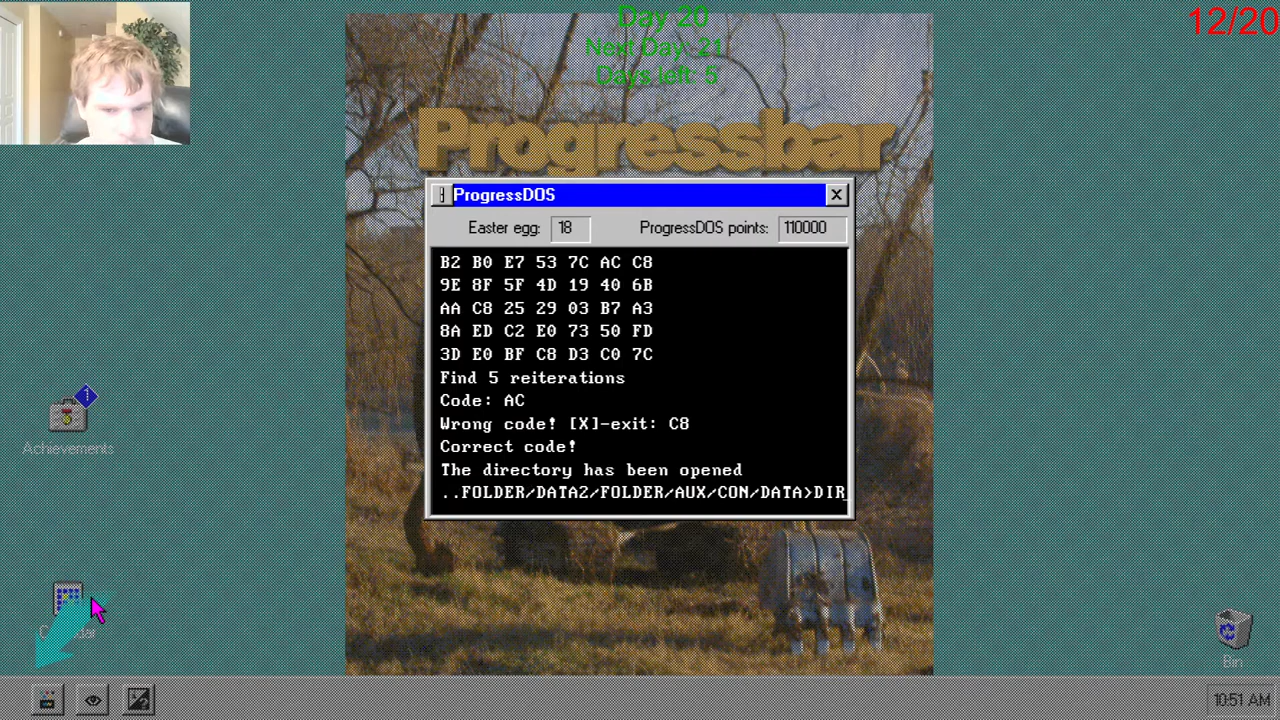 Day 20
Next Day: 21
Days left: 5
12/20
Progressbar
ProgressDOS
Easter egg: 18 ProgressDOS points: 110000
B2 B0 E7 53 7C AC C8
9E 8F 5F 4D 19 40 6B
AA C8 25 29 03 B7 A3
8A ED C2 E0 73 50 FD
3D E0 BF C8 D3 C0 7C
Find 5 reiterations
Code: AC
Wrong code! [X]-exit: C8
Correct code!
The directory has been opened
..FOLDER/DATA2/FOLDER/AUX/CON/DATA>DIR_
1
Achievements
Bin
10:51 AM